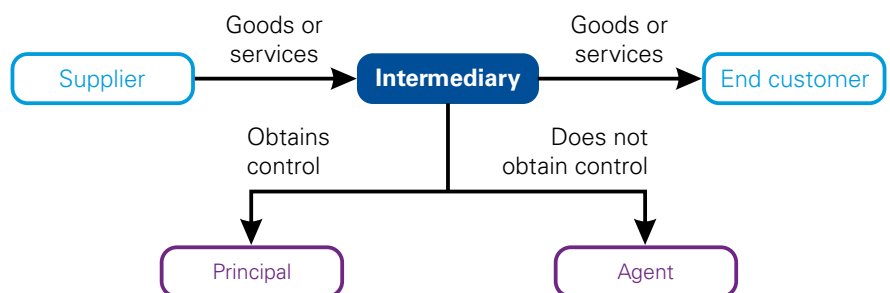 Goods or
services
Goods or
services
Supplier
Intermediary
End customer
Obtains
control
Does not
obtain control
Principal
Agent